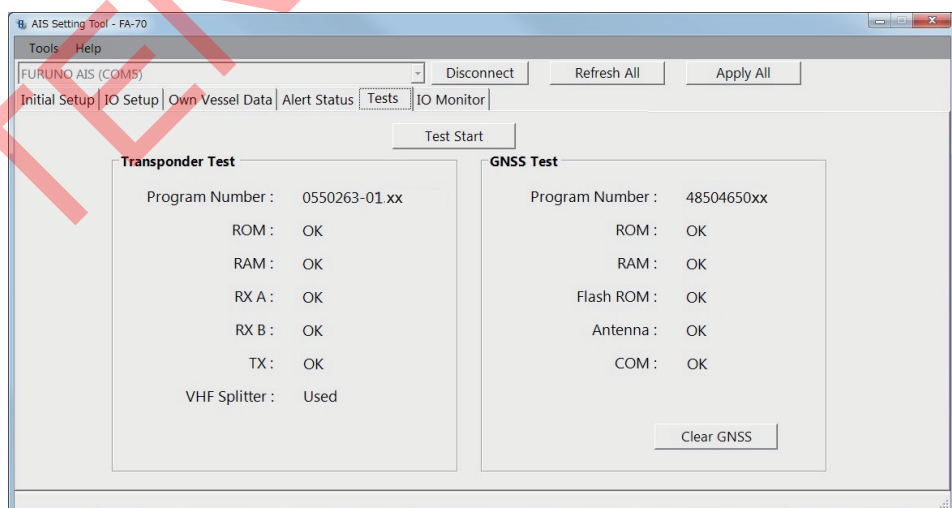 AIS Setting Tool - FA-70
Tools Help
FURUNO AIS (COM5) Disconnect Refresh All Apply All
Initial Setup IO Setup Own Vessel Data Alert Status Tests IO Monitor
Test Start
Transponder Test
Program Number : 0550263-01.xx
ROM : OK
RAM : OK
RX A : OK
RX B : OK
TX : OK
VHF Splitter : Used
GNSS Test
Program Number : 48504650xx
ROM : OK
RAM : OK
Flash ROM : OK
Antenna : OK
COM : OK
Clear GNSS